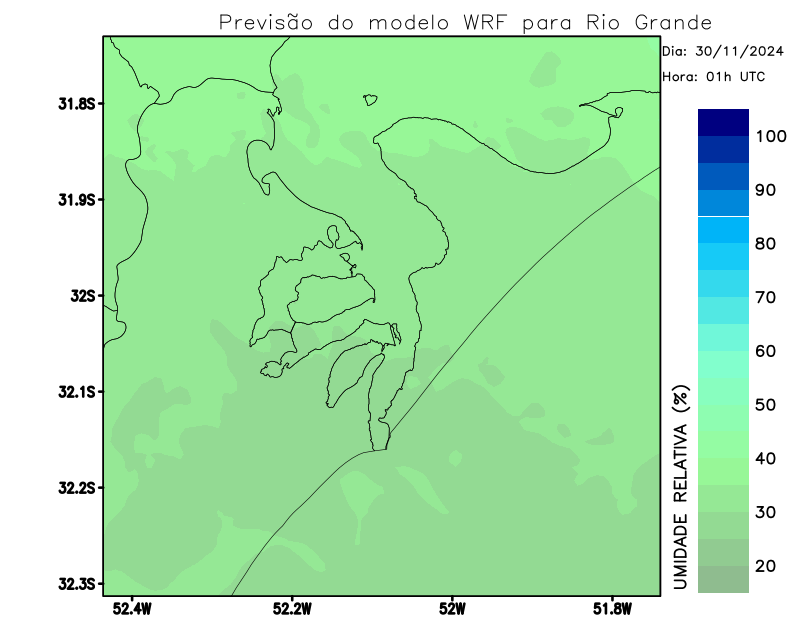 Previsão do modelo WRF para Rio Grande
Dia: 30/11/2024
Hora: 01h UTC
31.8S
31.9S
32S
32.1S
32.2S
32.3S
52.4W
52.2W
52W
51.8W
100
90
80
70
60
50
40
30
20
UMIDADE RELATIVA (%)